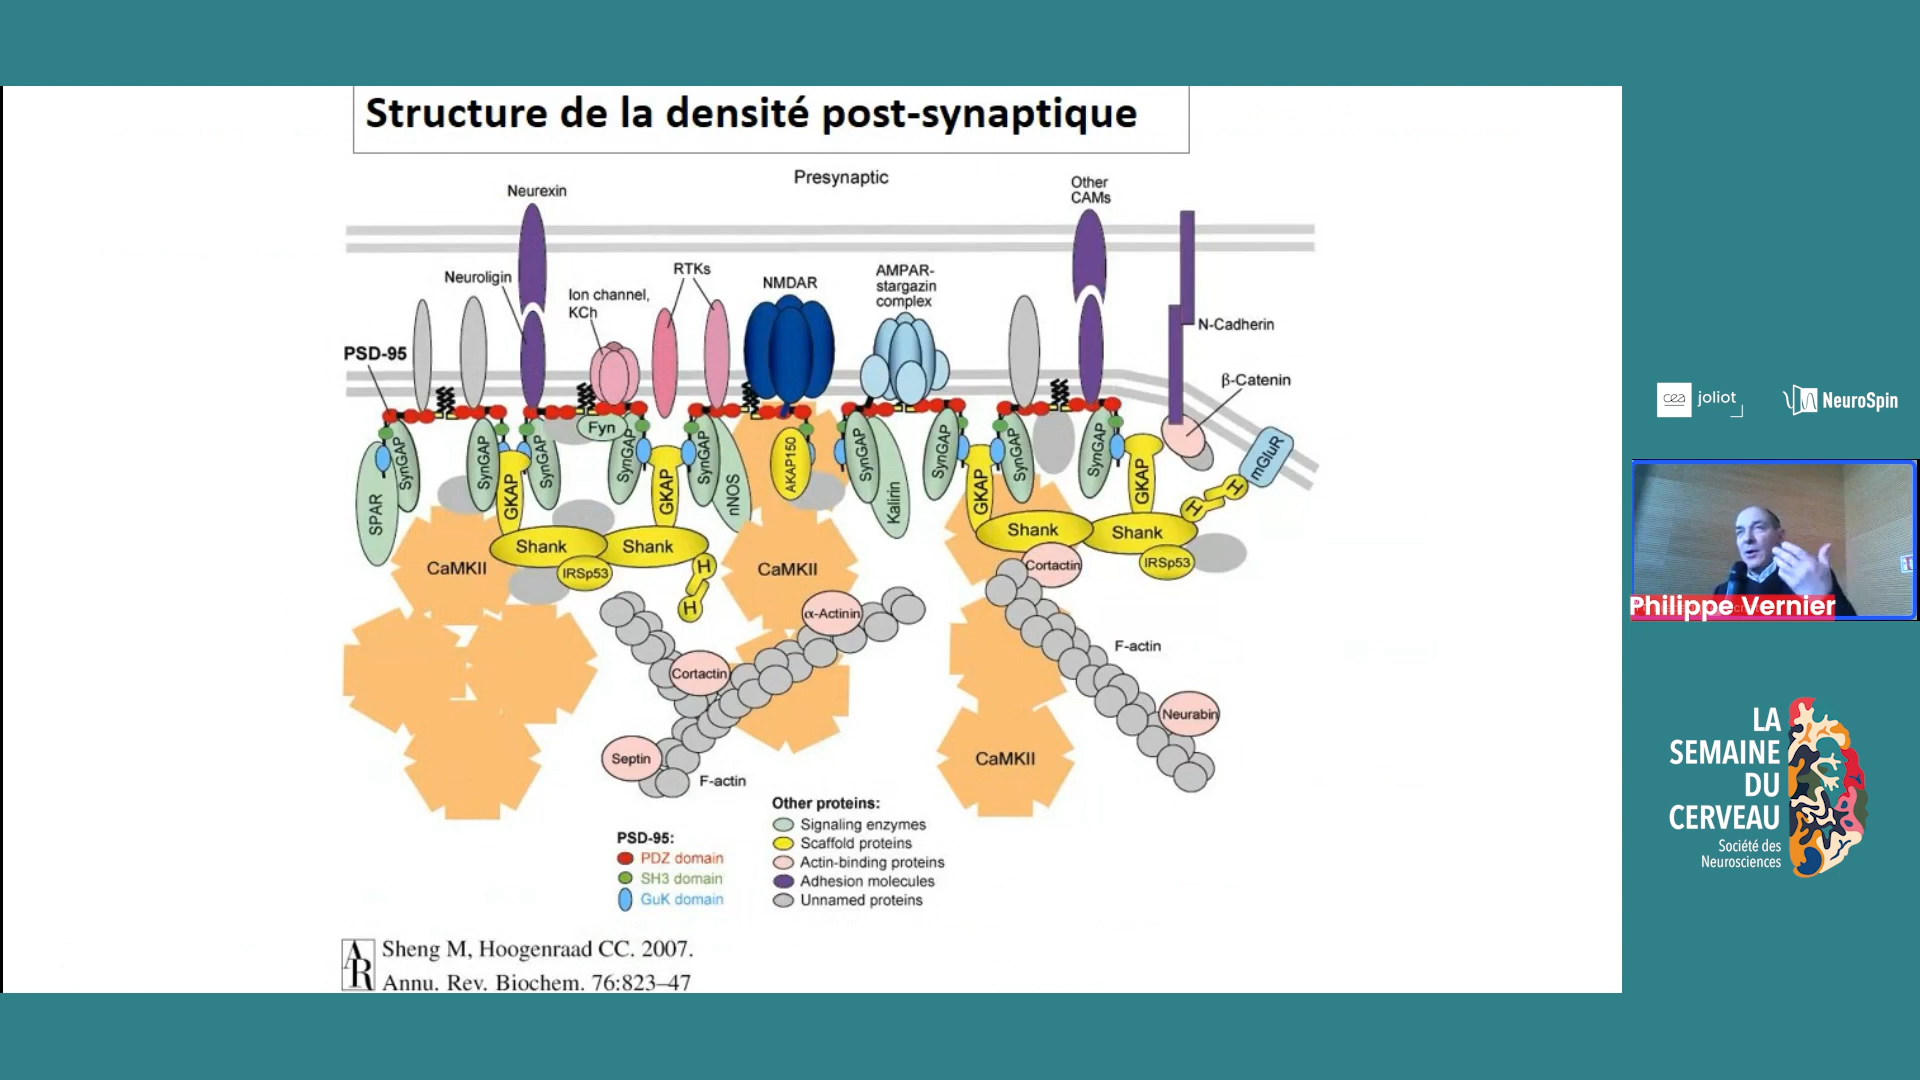 Structure de la densité post-synaptique
Presynaptic
Neurexin
Other
CAMs
Neuroligin
Ion channel,
KCh
RTKs
NMDAR
AMPAR-
stargazin
complex
N-Cadherin
PSD-95
β-Catenin
Fyn
SPAR
SynGAP
SynGAP
GKAP
SynGAP
SynGAP
GKAP
SynGAP
nNOS
AKAP150
SynGAP
Kalirin
SynGAP
GKAP
SynGAP
SynGAP
GKAP
mGluR
H
H
Shank
Shank
Shank
Shank
CaMKII
IRSp53
H
H
CaMKII
Cortactin
IRSp53
α-Actinin
Cortactin
F-actin
Neurabin
Septin
F-actin
CaMKII
PSD-95:
PDZ domain
SH3 domain
GuK domain
Other proteins:
Signaling enzymes
Scaffold proteins
Actin-binding proteins
Adhesion molecules
Unnamed proteins
AR
Sheng M, Hoogenraad CC. 2007.
Annu. Rev. Biochem. 76:823–47
cea joliot
NeuroSpin
Philippe Vernier
LA
SEMAINE
DU
CERVEAU
Société des
Neurosciences